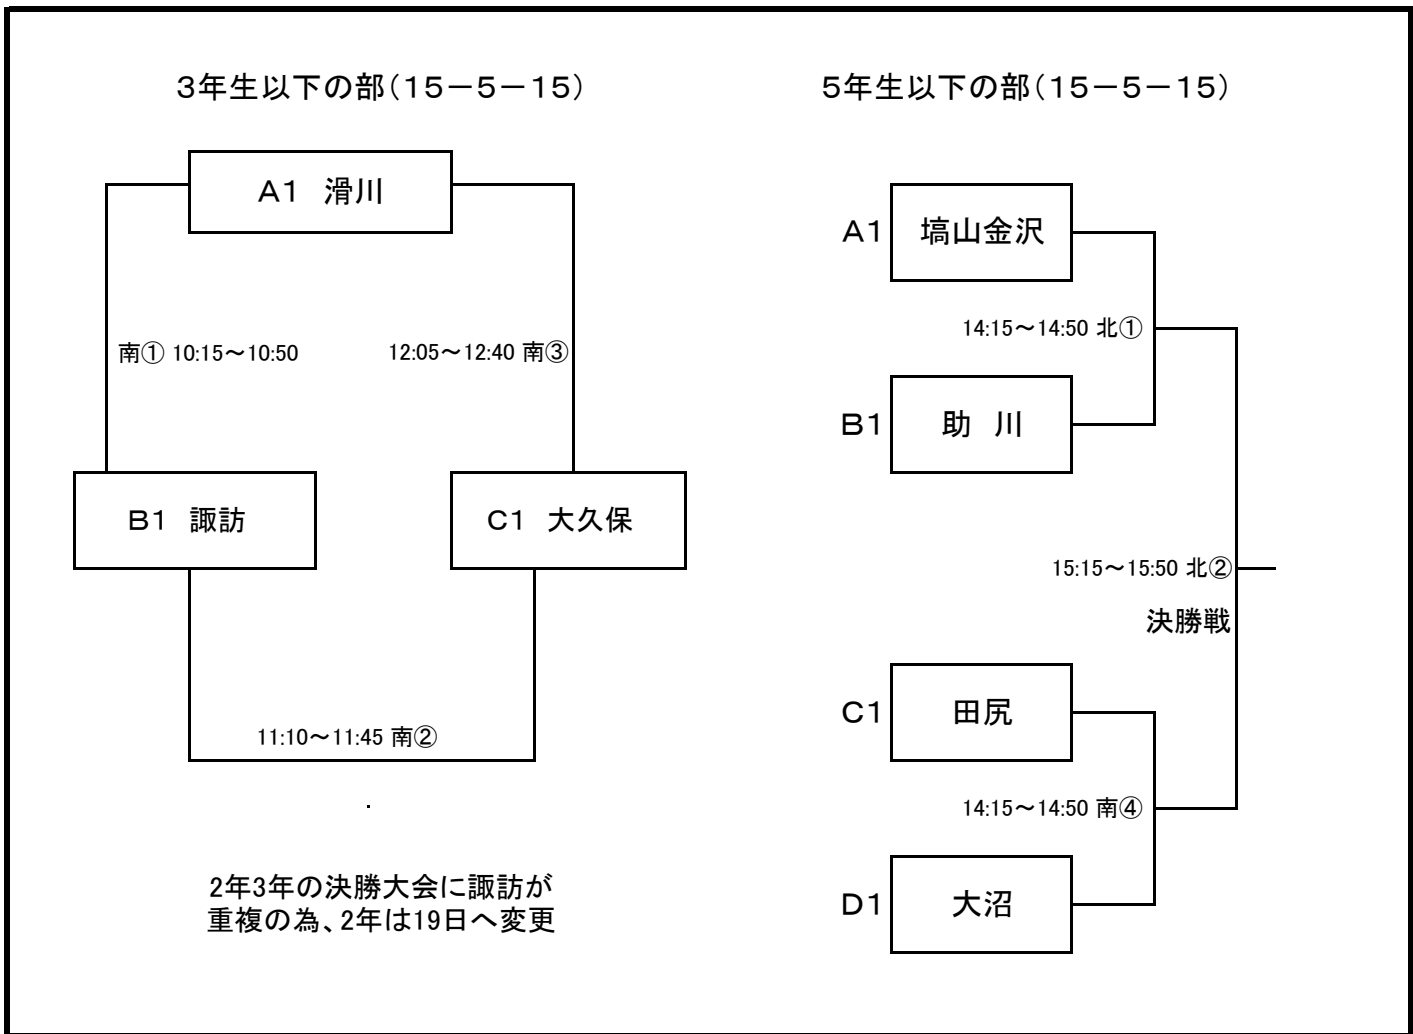 3年生以下の部(15－5－15)
A1 滑川
南① 10:15～10:50
12:05～12:40 南③
B1 諏訪
C1 大久保
11:10～11:45 南②
2年3年の決勝大会に諏訪が
重複の為、2年は19日へ変更
5年生以下の部(15－5－15)
A1 塙山金沢
14:15～14:50 北①
B1 助 川
15:15～15:50 北②
決勝戦
C1 田尻
14:15～14:50 南④
D1 大沼